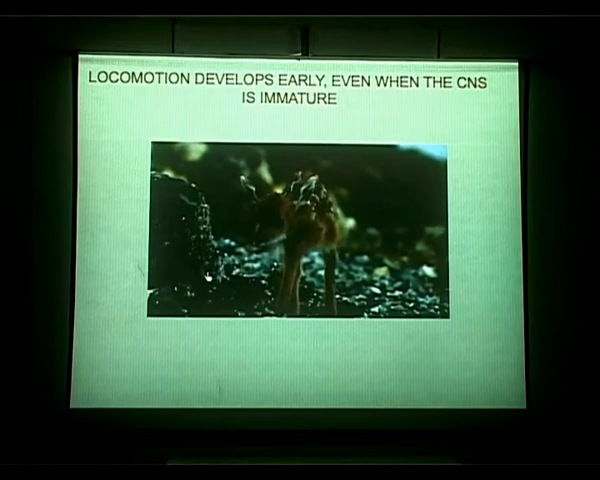 LOCOMOTION DEVELOPS EARLY, EVEN WHEN THE CNS
IS IMMATURE